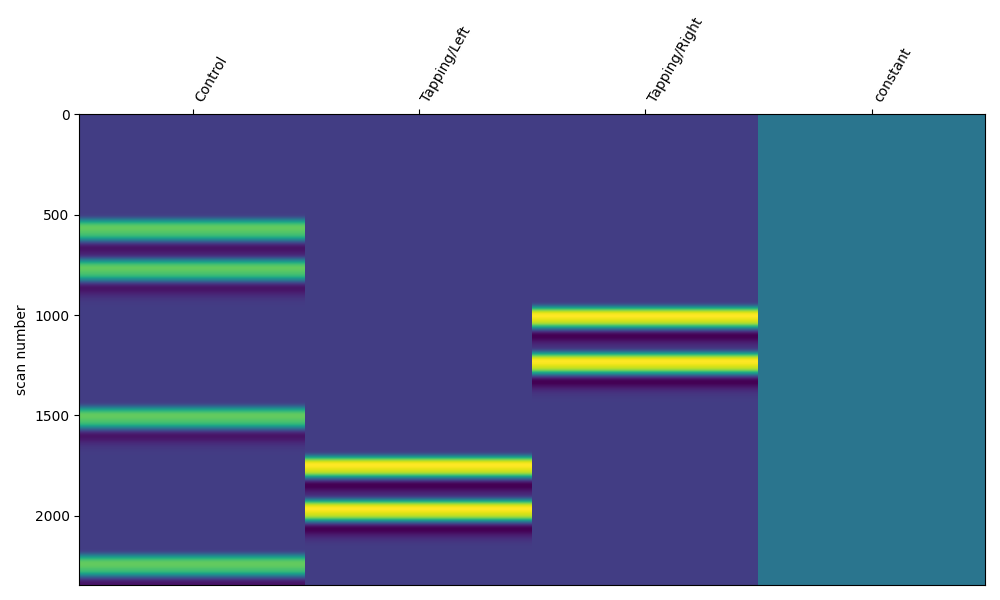 Control
Tapping/Left
Tapping/Right
constant
0
500
1000
1500
2000
scan number